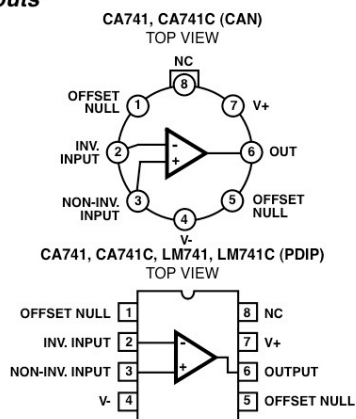 CA741, CA741C (CAN)
TOP VIEW
NC
8
OFFSET NULL
1
7
V+
INV. INPUT
2
-
+
6
OUT
NON-INV. INPUT
3
5
OFFSET NULL
4
V-
CA741, CA741C, LM741, LM741C (PDIP)
TOP VIEW
OFFSET NULL 1
8 NC
INV. INPUT 2
-
7 V+
NON-INV. INPUT 3
+
6 OUTPUT
V- 4
5 OFFSET NULL